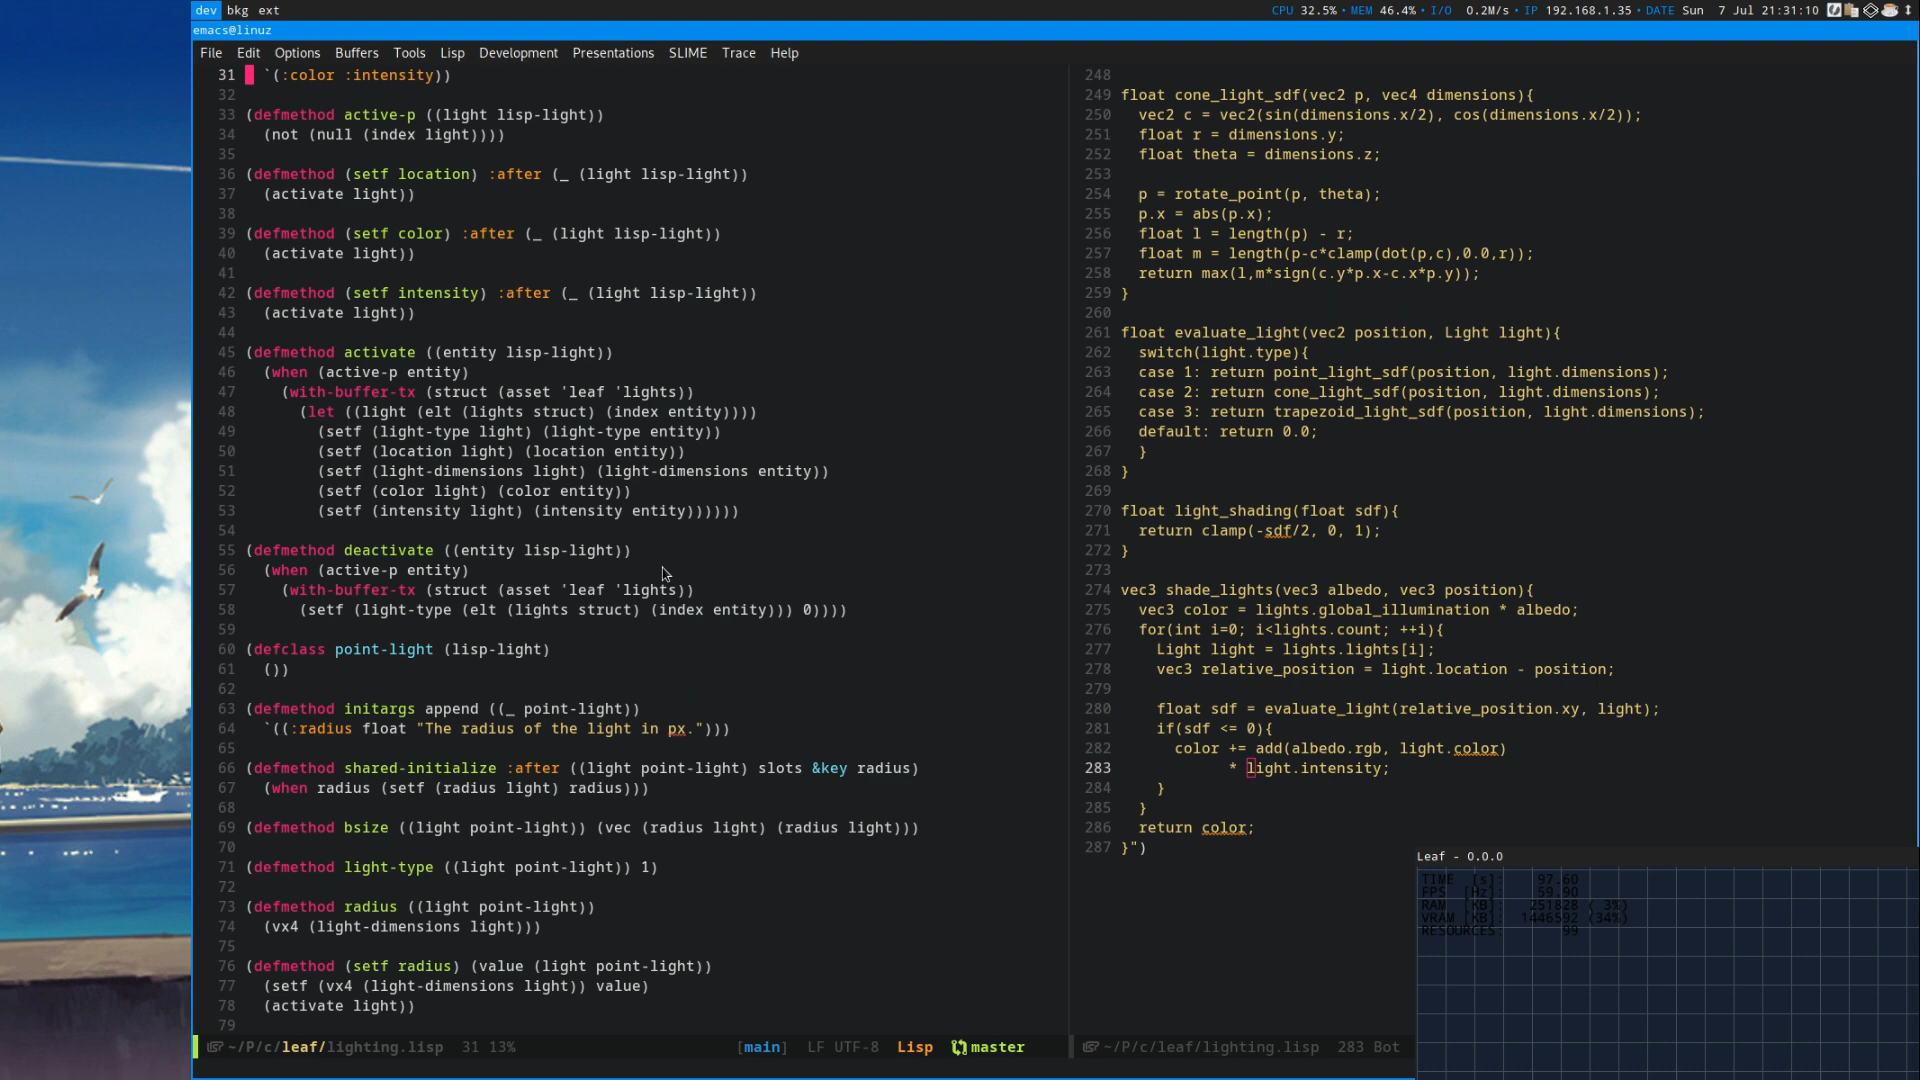 dev bkg ext
CPU 32.5% • MEM 46.4% • I/O 0.2M/s • IP 192.168.1.35 • DATE Sun 7 Jul 21:31:10
emacs@linuz
File Edit Options Buffers Tools Lisp Development Presentations SLIME Trace Help
31 `(:color :intensity))
32
33 (defmethod active-p ((light lisp-light))
34   (not (null (index light))))
35
36 (defmethod (setf location) :after (_ (light lisp-light))
37   (activate light))
38
39 (defmethod (setf color) :after (_ (light lisp-light))
40   (activate light))
41
42 (defmethod (setf intensity) :after (_ (light lisp-light))
43   (activate light))
44
45 (defmethod activate ((entity lisp-light))
46   (when (active-p entity)
47     (with-buffer-tx (struct (asset 'leaf 'lights))
48       (let ((light (elt (lights struct) (index entity))))
49         (setf (light-type light) (light-type entity))
50         (setf (location light) (location entity))
51         (setf (light-dimensions light) (light-dimensions entity))
52         (setf (color light) (color entity))
53         (setf (intensity light) (intensity entity))))))
54
55 (defmethod deactivate ((entity lisp-light))
56   (when (active-p entity)
57     (with-buffer-tx (struct (asset 'leaf 'lights))
58       (setf (light-type (elt (lights struct) (index entity))) 0))))
59
60 (defclass point-light (lisp-light)
61   ())
62
63 (defmethod initargs append ((_ point-light))
64   `((:radius float "The radius of the light in px.")))
65
66 (defmethod shared-initialize :after ((light point-light) slots &key radius)
67   (when radius (setf (radius light) radius)))
68
69 (defmethod bsize ((light point-light)) (vec (radius light) (radius light)))
70
71 (defmethod light-type ((light point-light)) 1)
72
73 (defmethod radius ((light point-light))
74   (vx4 (light-dimensions light)))
75
76 (defmethod (setf radius) (value (light point-light))
77   (setf (vx4 (light-dimensions light)) value)
78   (activate light))
79
~/P/c/leaf/lighting.lisp 31 13% [main] LF UTF-8 Lisp master
248
249 float cone_light_sdf(vec2 p, vec4 dimensions){
250   vec2 c = vec2(sin(dimensions.x/2), cos(dimensions.x/2));
251   float r = dimensions.y;
252   float theta = dimensions.z;
253
254   p = rotate_point(p, theta);
255   p.x = abs(p.x);
256   float l = length(p) - r;
257   float m = length(p-c*clamp(dot(p,c),0.0,r));
258   return max(l,m*sign(c.y*p.x-c.x*p.y));
259 }
260
261 float evaluate_light(vec2 position, Light light){
262   switch(light.type){
263   case 1: return point_light_sdf(position, light.dimensions);
264   case 2: return cone_light_sdf(position, light.dimensions);
265   case 3: return trapezoid_light_sdf(position, light.dimensions);
266   default: return 0.0;
267   }
268 }
269
270 float light_shading(float sdf){
271   return clamp(-sdf/2, 0, 1);
272 }
273
274 vec3 shade_lights(vec3 albedo, vec3 position){
275   vec3 color = lights.global_illumination * albedo;
276   for(int i=0; i<lights.count; ++i){
277     Light light = lights.lights[i];
278     vec3 relative_position = light.location - position;
279
280     float sdf = evaluate_light(relative_position.xy, light);
281     if(sdf <= 0){
282       color += add(albedo.rgb, light.color)
283             * light.intensity;
284     }
285   }
286   return color;
287 }")
~/P/c/leaf/lighting.lisp 283 Bot
Leaf - 0.0.0
TIME [s]: 97.60
FPS [Hz]: 59.90
RAM [KB]: 251828 ( 3%)
VRAM [KB]: 1446592 (34%)
RESOURCES: 99